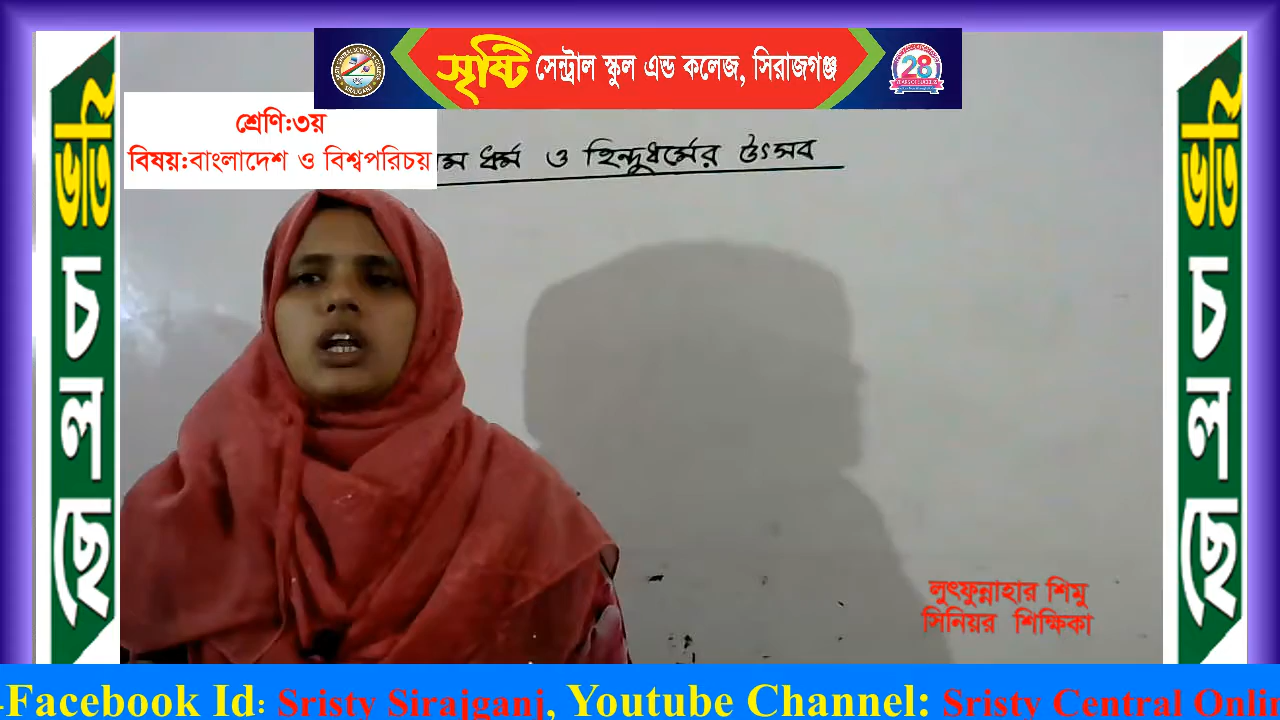 সৃষ্টি সেন্ট্রাল স্কুল এন্ড কলেজ, সিরাজগঞ্জ
28
শ্রেণি:৩য়
বিষয়:বাংলাদেশ ও বিশ্বপরিচয়
ধর্ম ও হিন্দুধর্মের উৎসব
ভর্তি চলছে
ভর্তি চলছে
লুৎফুন্নাহার শিমু
সিনিয়র শিক্ষিকা
Facebook Id: Sristy Sirajganj, Youtube Channel: Sristy Central